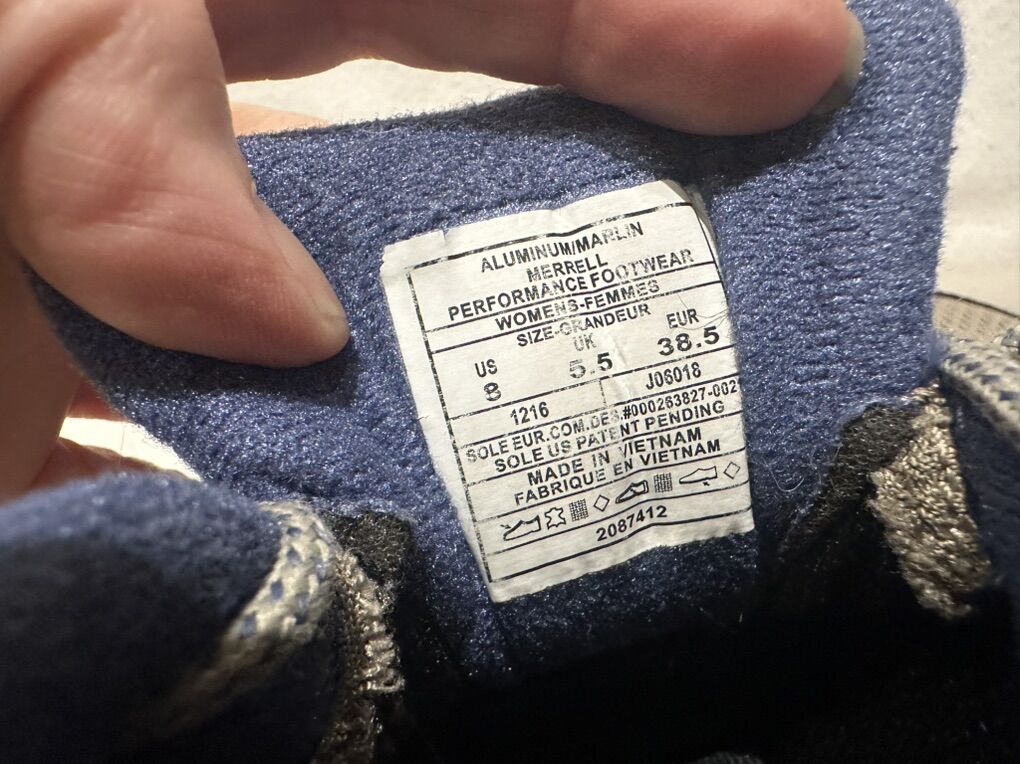 ALUMINUM/MARLIN
MERRELL
PERFORMANCE FOOTWEAR
WOMENS-FEMMES
SIZE-GRANDEUR
US UK EUR
8 5.5 38.5
1216 J06018
SOLE EUR.COM.DES.#000263827-002
SOLE US PATENT PENDING
MADE IN VIETNAM
FABRIQUE EN VIETNAM
2087412